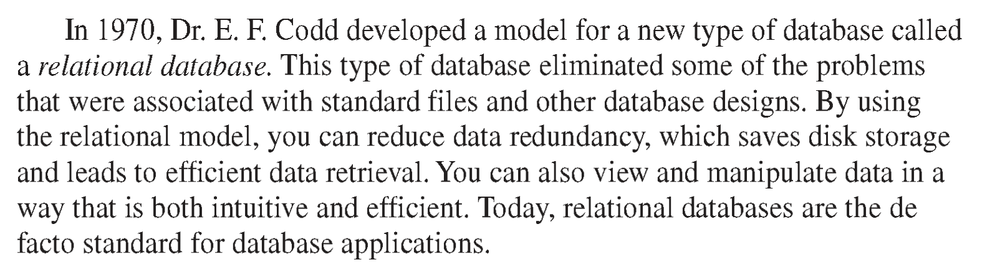 In 1970, Dr. E. F. Codd developed a model for a new type of database called
a relational database. This type of database eliminated some of the problems
that were associated with standard files and other database designs. By using
the relational model, you can reduce data redundancy, which saves disk storage
and leads to efficient data retrieval. You can also view and manipulate data in a
way that is both intuitive and efficient. Today, relational databases are the de
facto standard for database applications.